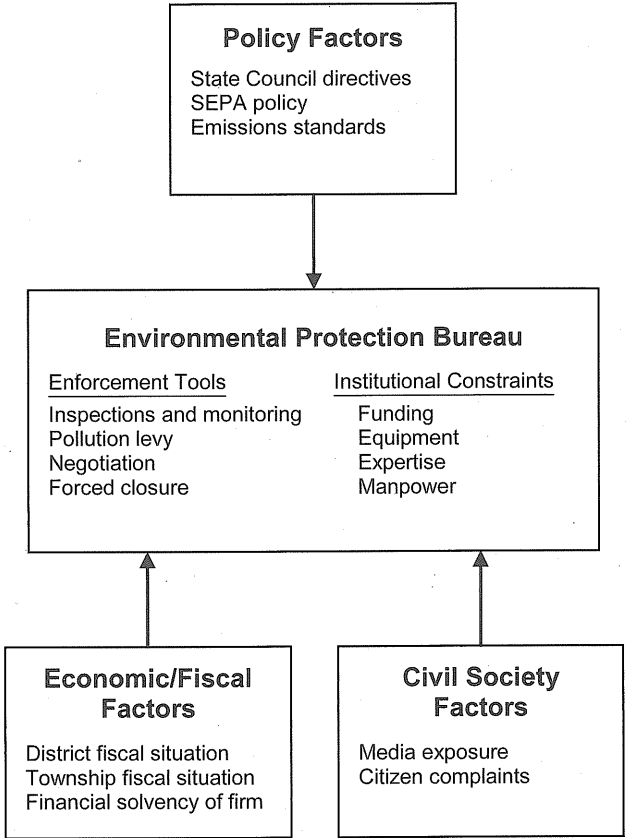 Policy Factors
State Council directives
SEPA policy
Emissions standards
Environmental Protection Bureau
Enforcement Tools
Inspections and monitoring
Pollution levy
Negotiation
Forced closure
Institutional Constraints
Funding
Equipment
Expertise
Manpower
Economic/Fiscal
Factors
District fiscal situation
Township fiscal situation
Financial solvency of firm
Civil Society
Factors
Media exposure
Citizen complaints